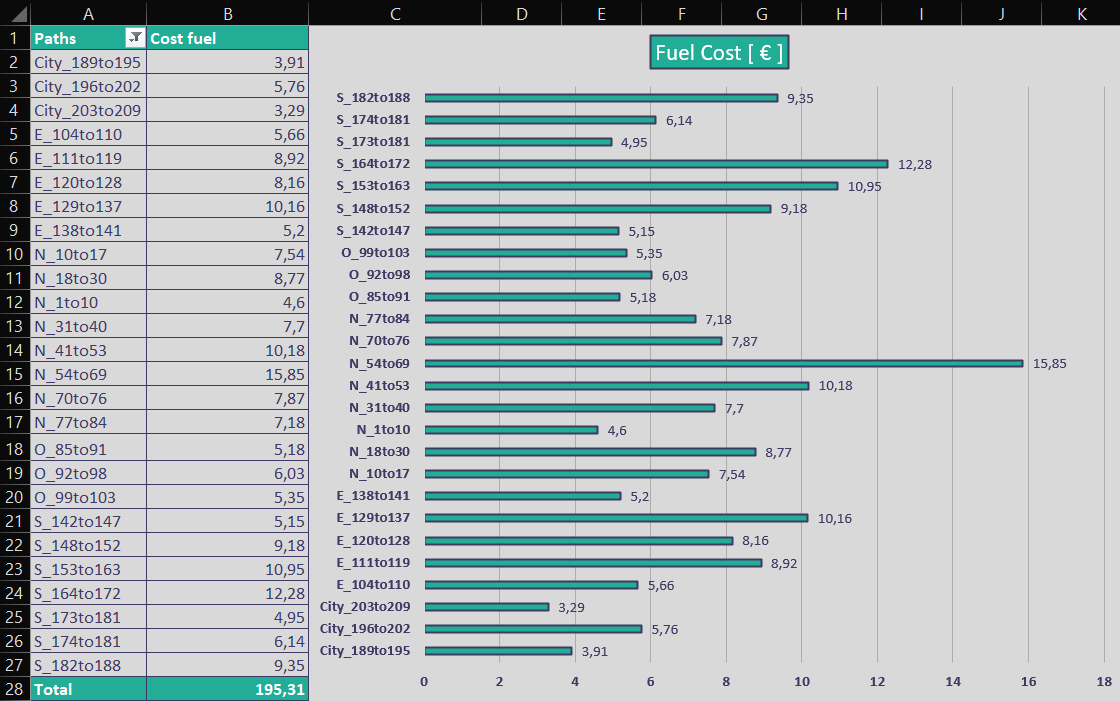 A B C D E F G H I J K
1 Paths Cost fuel
2 City_189to195 3,91
3 City_196to202 5,76
4 City_203to209 3,29
5 E_104to110 5,66
6 E_111to119 8,92
7 E_120to128 8,16
8 E_129to137 10,16
9 E_138to141 5,2
10 N_10to17 7,54
11 N_18to30 8,77
12 N_1to10 4,6
13 N_31to40 7,7
14 N_41to53 10,18
15 N_54to69 15,85
16 N_70to76 7,87
17 N_77to84 7,18
18 O_85to91 5,18
19 O_92to98 6,03
20 O_99to103 5,35
21 S_142to147 5,15
22 S_148to152 9,18
23 S_153to163 10,95
24 S_164to172 12,28
25 S_173to181 4,95
26 S_174to181 6,14
27 S_182to188 9,35
28 Total 195,31
Fuel Cost [ € ]
S_182to188 9,35
S_174to181 6,14
S_173to181 4,95
S_164to172 12,28
S_153to163 10,95
S_148to152 9,18
S_142to147 5,15
O_99to103 5,35
O_92to98 6,03
O_85to91 5,18
N_77to84 7,18
N_70to76 7,87
N_54to69 15,85
N_41to53 10,18
N_31to40 7,7
N_1to10 4,6
N_18to30 8,77
N_10to17 7,54
E_138to141 5,2
E_129to137 10,16
E_120to128 8,16
E_111to119 8,92
E_104to110 5,66
City_203to209 3,29
City_196to202 5,76
City_189to195 3,91
0 2 4 6 8 10 12 14 16 18